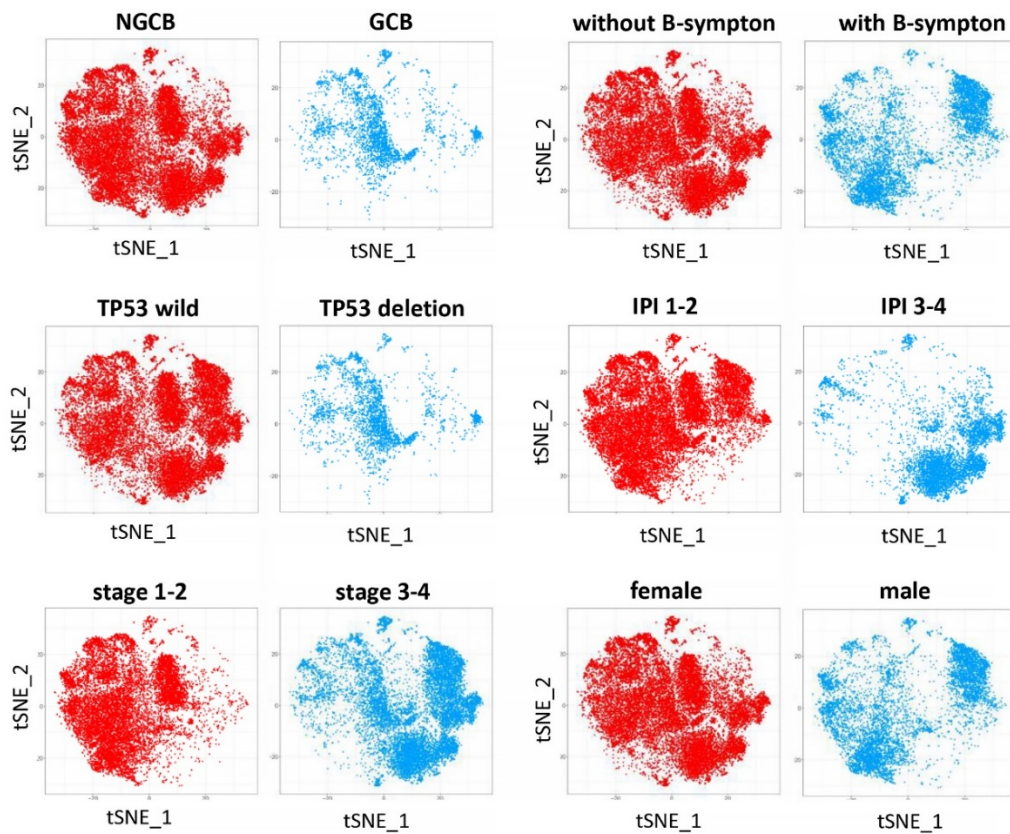 NGCB GCB without B-sympton with B-sympton
tSNE_2 tSNE_2
tSNE_1 tSNE_1 tSNE_1 tSNE_1
TP53 wild TP53 deletion IPI 1-2 IPI 3-4
tSNE_2 tSNE_2
tSNE_1 tSNE_1 tSNE_1 tSNE_1
stage 1-2 stage 3-4 female male
tSNE_2 tSNE_2
tSNE_1 tSNE_1 tSNE_1 tSNE_1